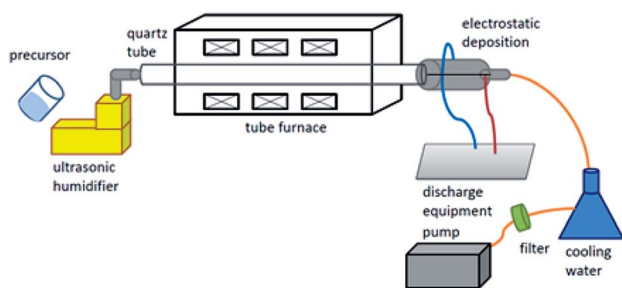 precursor
quartz
tube
electrostatic
deposition
tube furnace
ultrasonic
humidifier
discharge
equipment
pump
filter
cooling
water